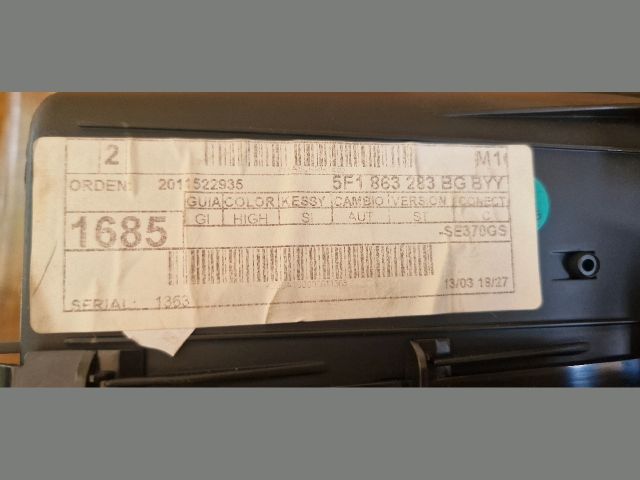 2 M1
ORDEN: 2011522935 5F1 863 283 BG BYY
GUIA COLOR KESSY CAMBIO VERSION CONECT
GI HIGH SI AUT ST C
1685 -SE370GS
13/03 18/27
SERIAL: 1363